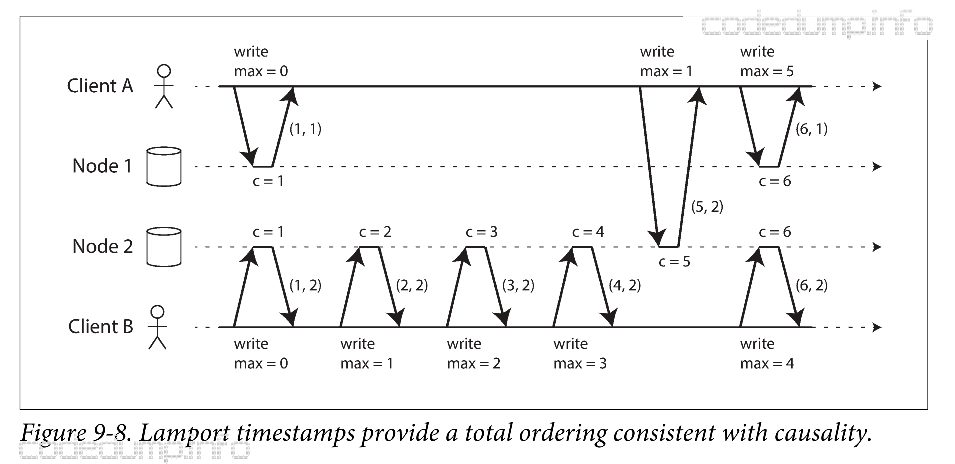 codedump.info
write write write
max = 0 max = 1 max = 5
Client A
(1, 1) (6, 1)
Node 1
c = 1 c = 6
(5, 2)
c = 1 c = 2 c = 3 c = 4 c = 6
Node 2
c = 5
(1, 2) (2, 2) (3, 2) (4, 2) (6, 2)
Client B
write write write write write
max = 0 max = 1 max = 2 max = 3 max = 4
Figure 9-8. Lamport timestamps provide a total ordering consistent with causality.
codedump.info